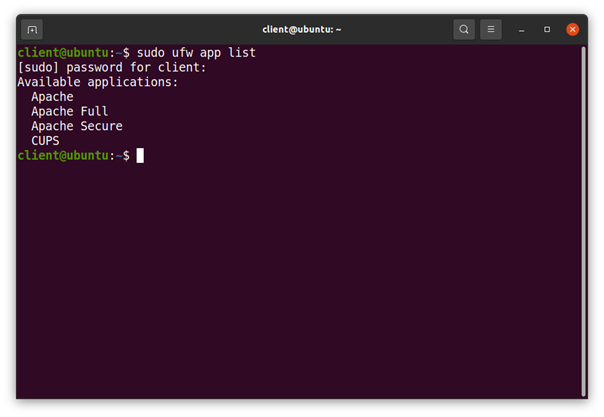 client@ubuntu: ~
client@ubuntu:~$ sudo ufw app list
[sudo] password for client:
Available applications:
  Apache
  Apache Full
  Apache Secure
  CUPS
client@ubuntu:~$